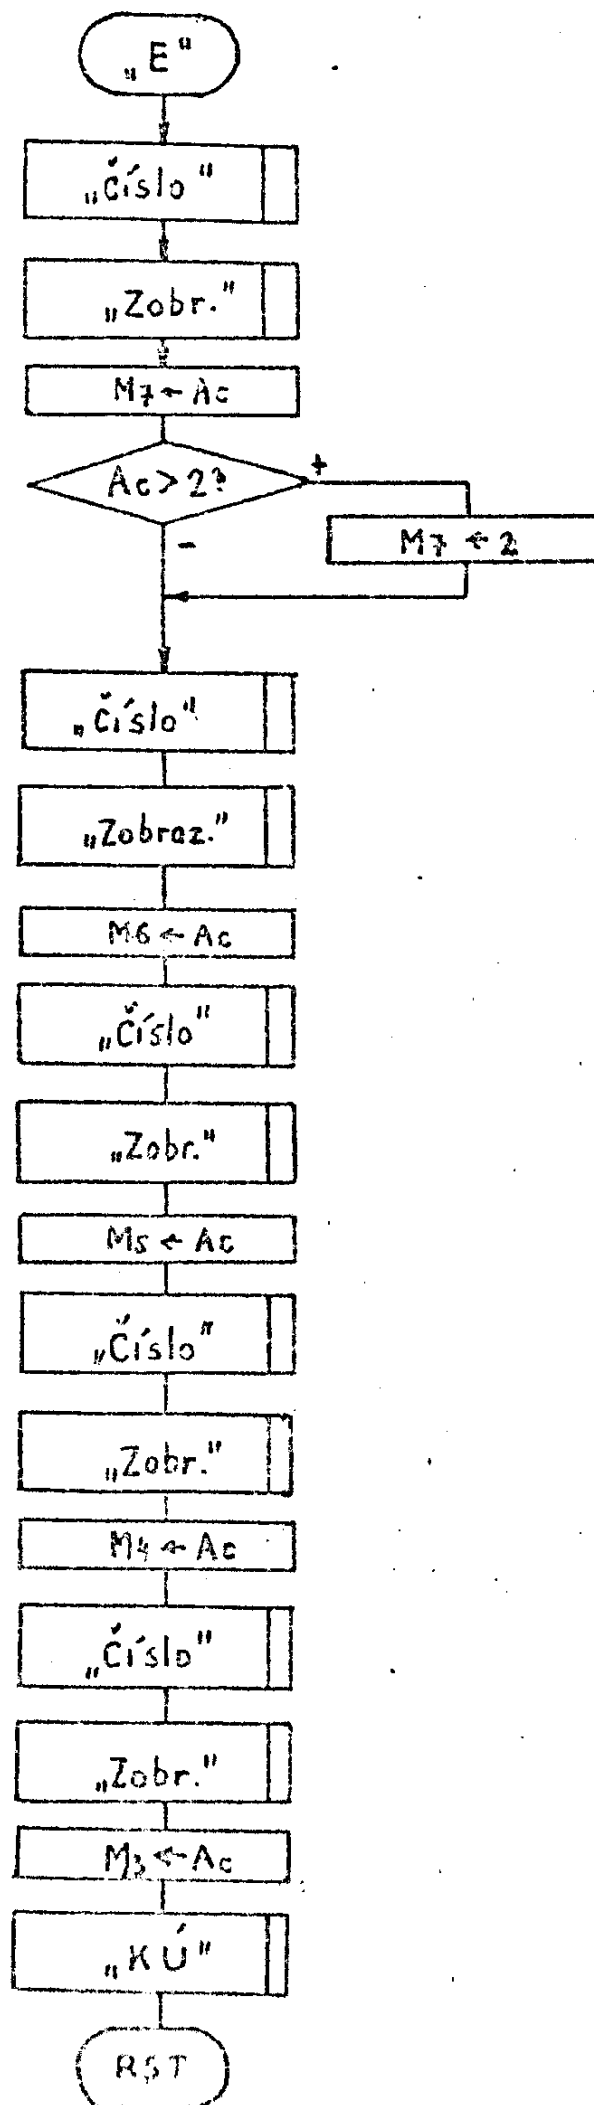 „E"
„Číslo"
„Zobr."
M7 ← Ac
Ac > 2?
+
-
M7 ← 2
„Číslo"
„Zobraz."
M6 ← Ac
„Číslo"
„Zobr."
M5 ← Ac
„Číslo"
„Zobr."
M4 ← Ac
„Číslo"
„Zobr."
M3 ← Ac
„KÚ"
RST